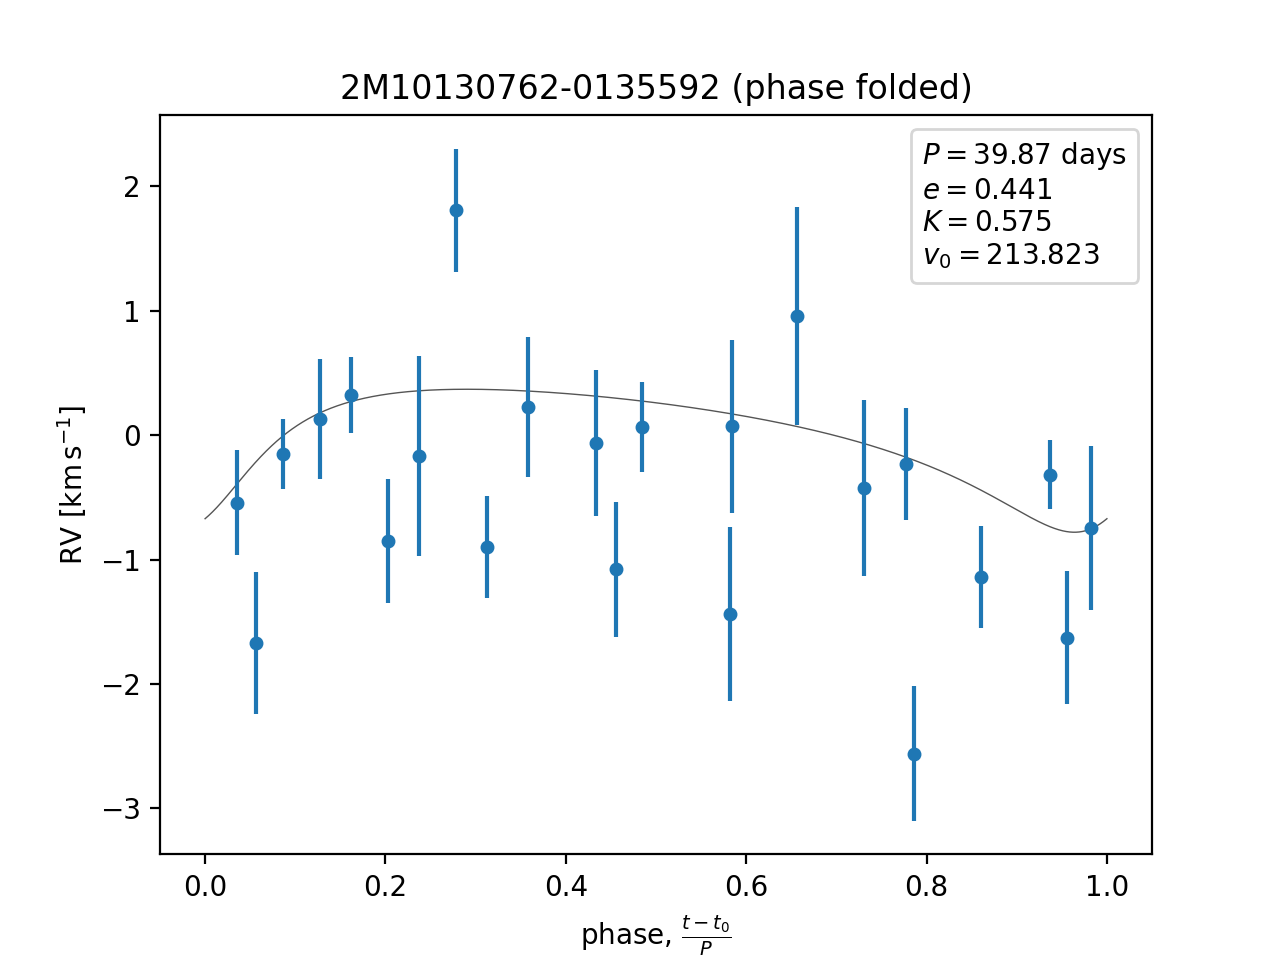 2M10130762-0135592 (phase folded)
P = 39.87 days
e = 0.441
K = 0.575
v₀ = 213.823
RV [km s⁻¹]
2
1
0
−1
−2
−3
0.0 0.2 0.4 0.6 0.8 1.0
phase, (t − t₀)/P